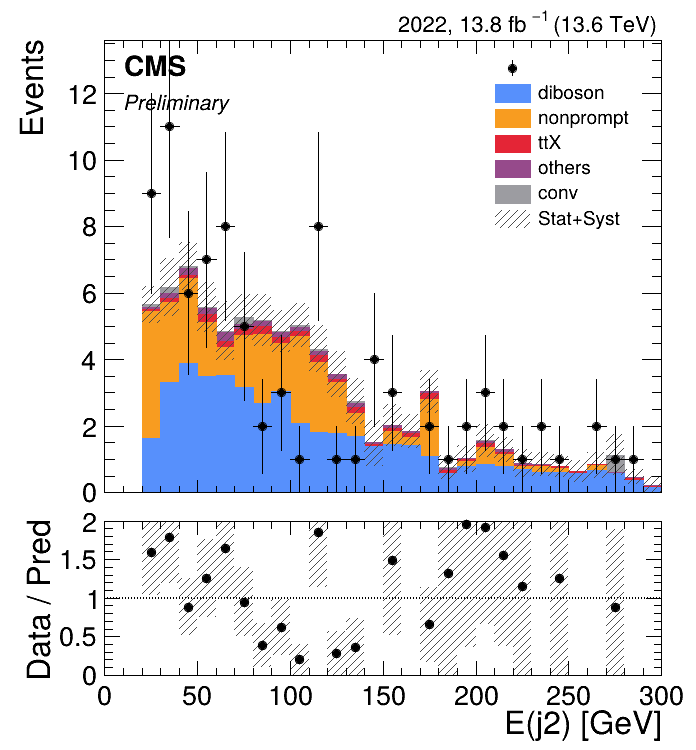 2022, 13.8 fb⁻¹ (13.6 TeV)
CMS
Preliminary
Events
12
10
8
6
4
2
0
diboson
nonprompt
ttX
others
conv
Stat+Syst
Data / Pred
2
1.5
1
0.5
0
0 50 100 150 200 250 300
E(j2) [GeV]